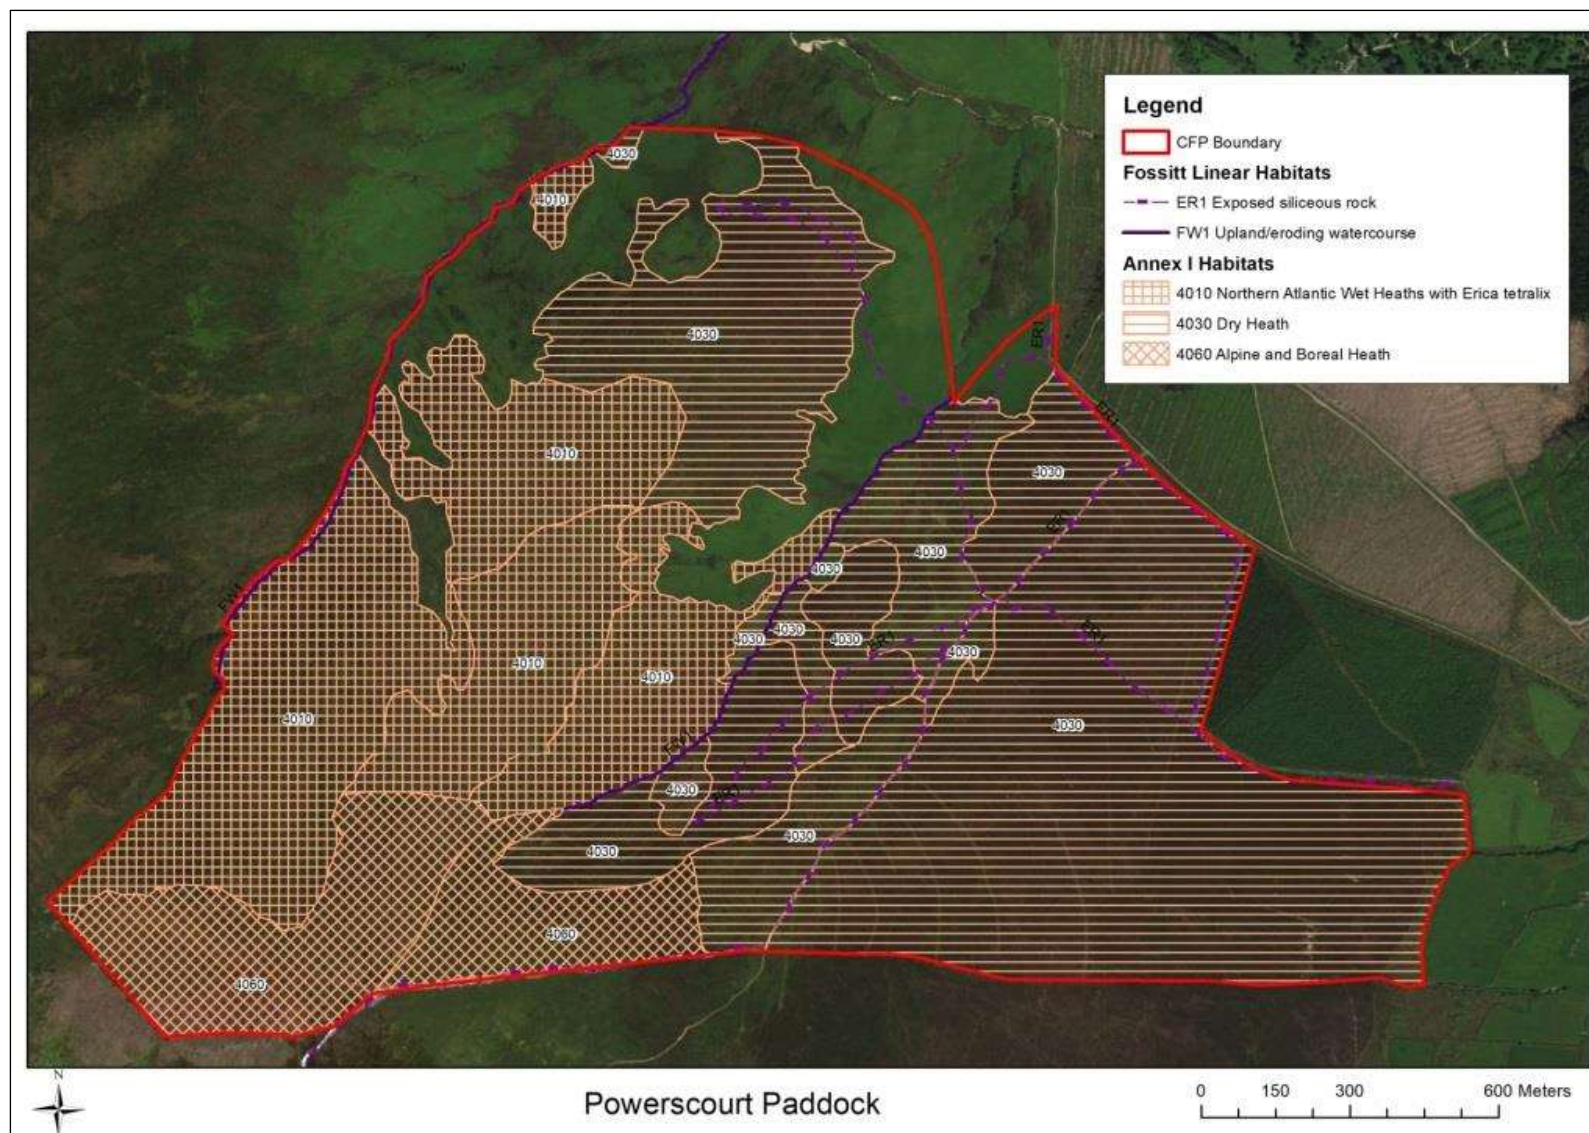 Legend
CFP Boundary
Fossitt Linear Habitats
ER1 Exposed siliceous rock
FW1 Upland/eroding watercourse
Annex I Habitats
4010 Northern Atlantic Wet Heaths with Erica tetralix
4030 Dry Heath
4060 Alpine and Boreal Heath
4030
4010
4030
ER1
ER1
4010
4030
ER1
4030
4030
FW1
4030
4030
4030
ER1
ER1
4030
4010
4010
4010
4030
FW1
4030
ER1
4030
4030
4060
4060
N
Powerscourt Paddock
0 150 300 600 Meters